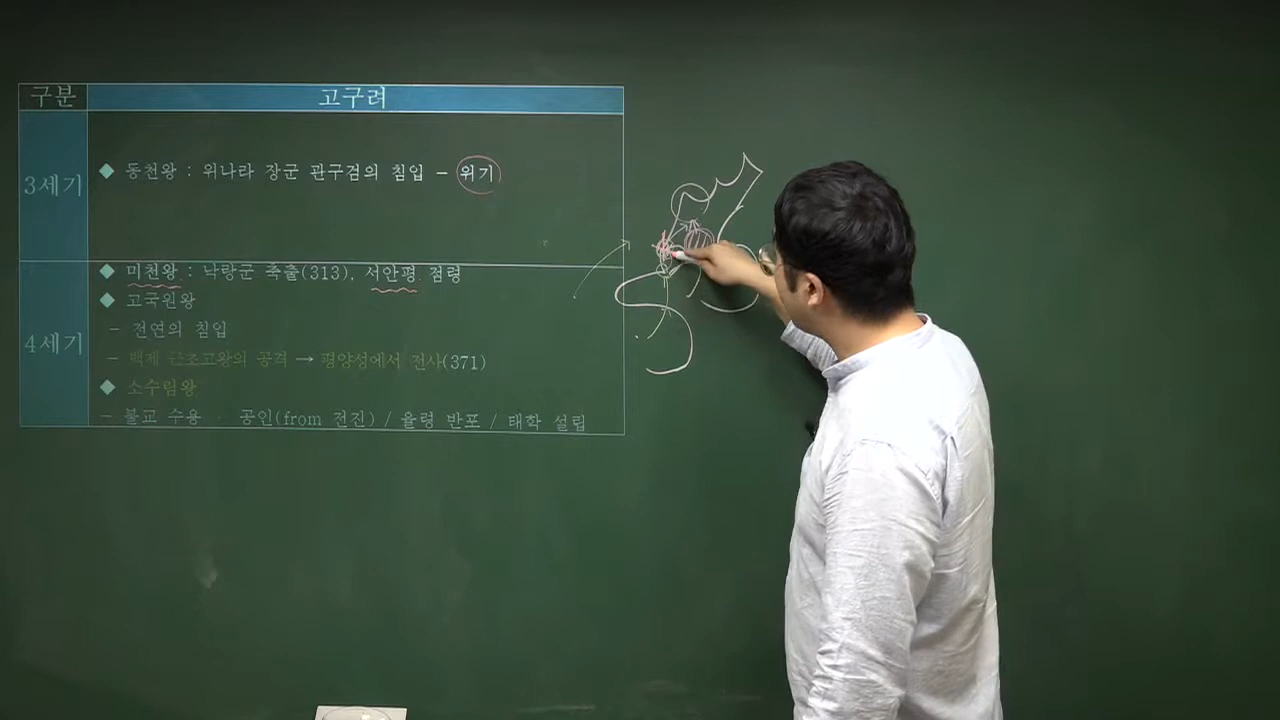 구분 고구려
3세기
◆ 동천왕 : 위나라 장군 관구검의 침입 - 위기
4세기
◆ 미천왕 : 낙랑군 축출(313), 서안평 점령
◆ 고국원왕
- 전연의 침입
- 백제 근초고왕의 공격 → 평양성에서 전사(371)
◆ 소수림왕
- 불교 수용 · 공인(from 전진) / 율령 반포 / 태학 설립